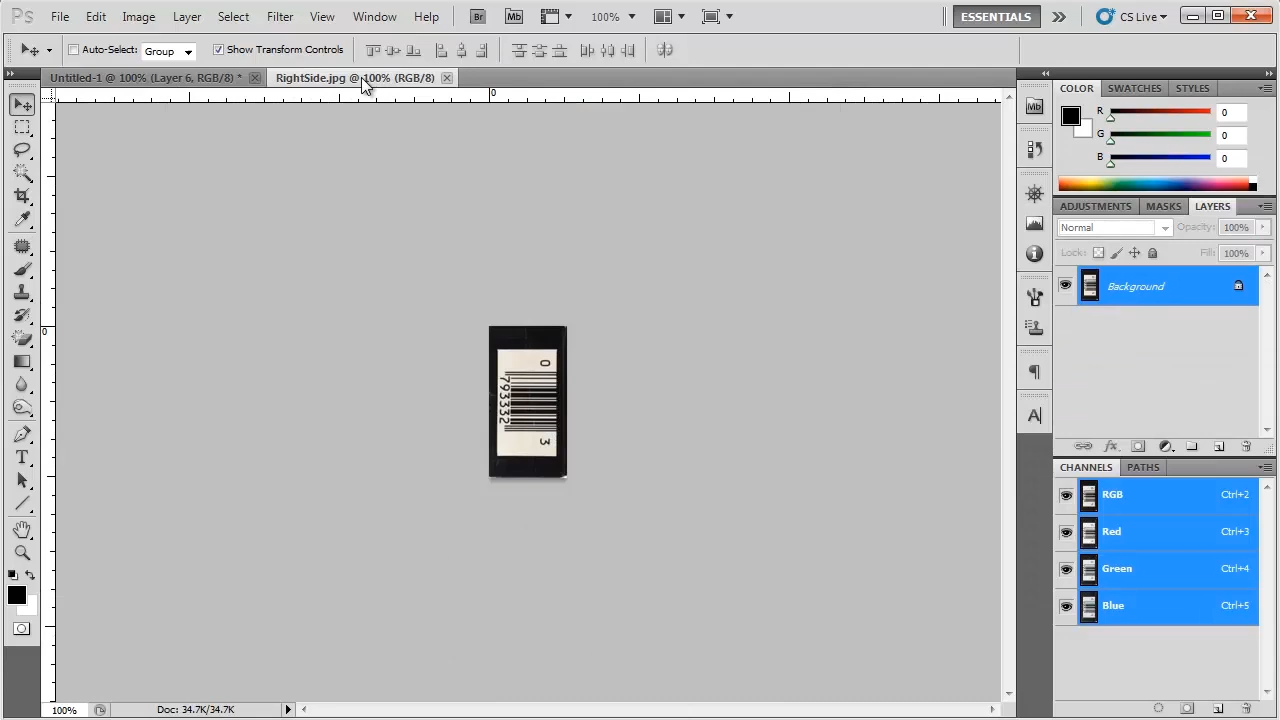 Ps File Edit Image Layer Select Filter View Window Help Br Mb 100% ESSENTIALS CS Live
Auto-Select: Group Show Transform Controls
Untitled-1 @ 100% (Layer 6, RGB/8) * RightSide.jpg @ 100% (RGB/8)
0
0
0
793332
3
Mb
A
COLOR SWATCHES STYLES
R 0
G 0
B 0
ADJUSTMENTS MASKS LAYERS
Normal Opacity: 100%
Lock: Fill: 100%
Background
fx
CHANNELS PATHS
RGB Ctrl+2
Red Ctrl+3
Green Ctrl+4
Blue Ctrl+5
T
100% Doc: 34.7K/34.7K